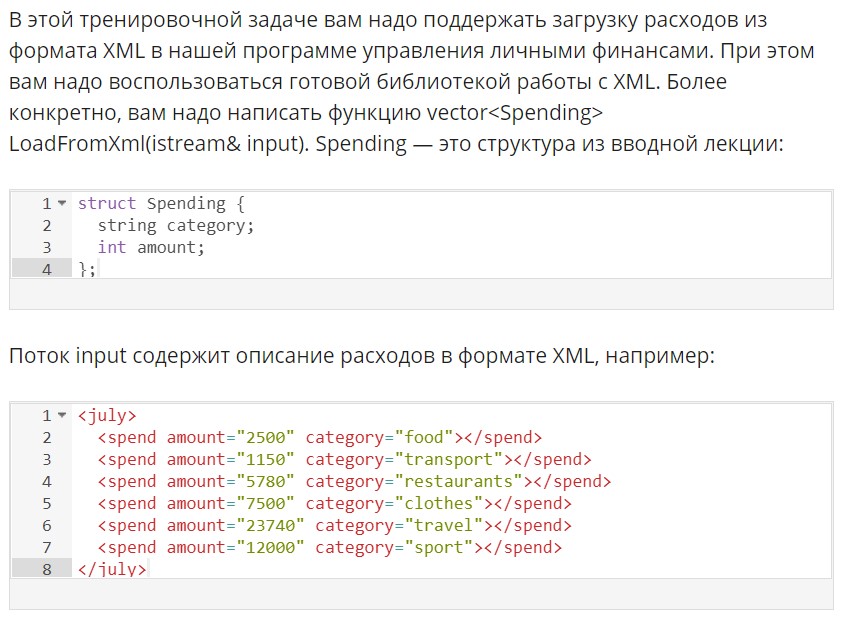 В этой тренировочной задаче вам надо поддержать загрузку расходов из
формата XML в нашей программе управления личными финансами. При этом
вам надо воспользоваться готовой библиотекой работы с XML. Более
конкретно, вам надо написать функцию vector<Spending>
LoadFromXml(istream& input). Spending — это структура из вводной лекции:
1 struct Spending {
2 string category;
3 int amount;
4 };
Поток input содержит описание расходов в формате XML, например:
1 <july>
2 <spend amount="2500" category="food"></spend>
3 <spend amount="1150" category="transport"></spend>
4 <spend amount="5780" category="restaurants"></spend>
5 <spend amount="7500" category="clothes"></spend>
6 <spend amount="23740" category="travel"></spend>
7 <spend amount="12000" category="sport"></spend>
8 </july>